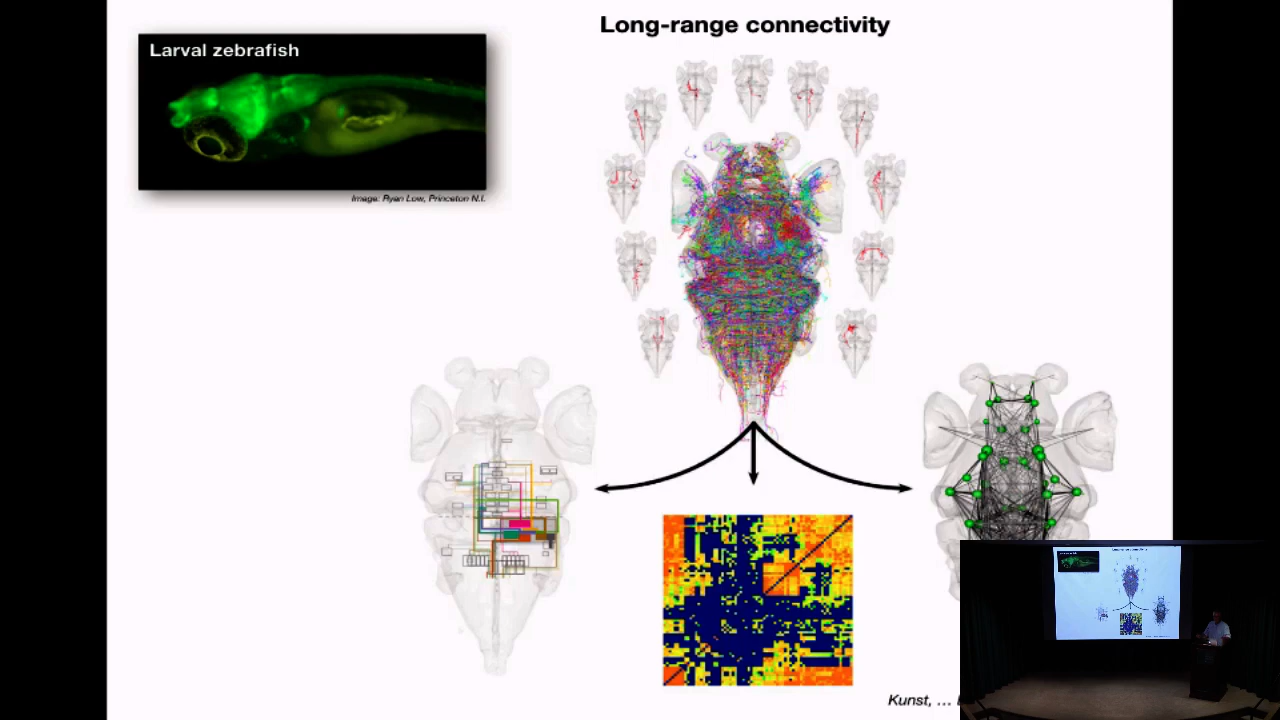 Long-range connectivity
Larval zebrafish
Image: Ryan Low, Princeton N.I.
Kunst, ...